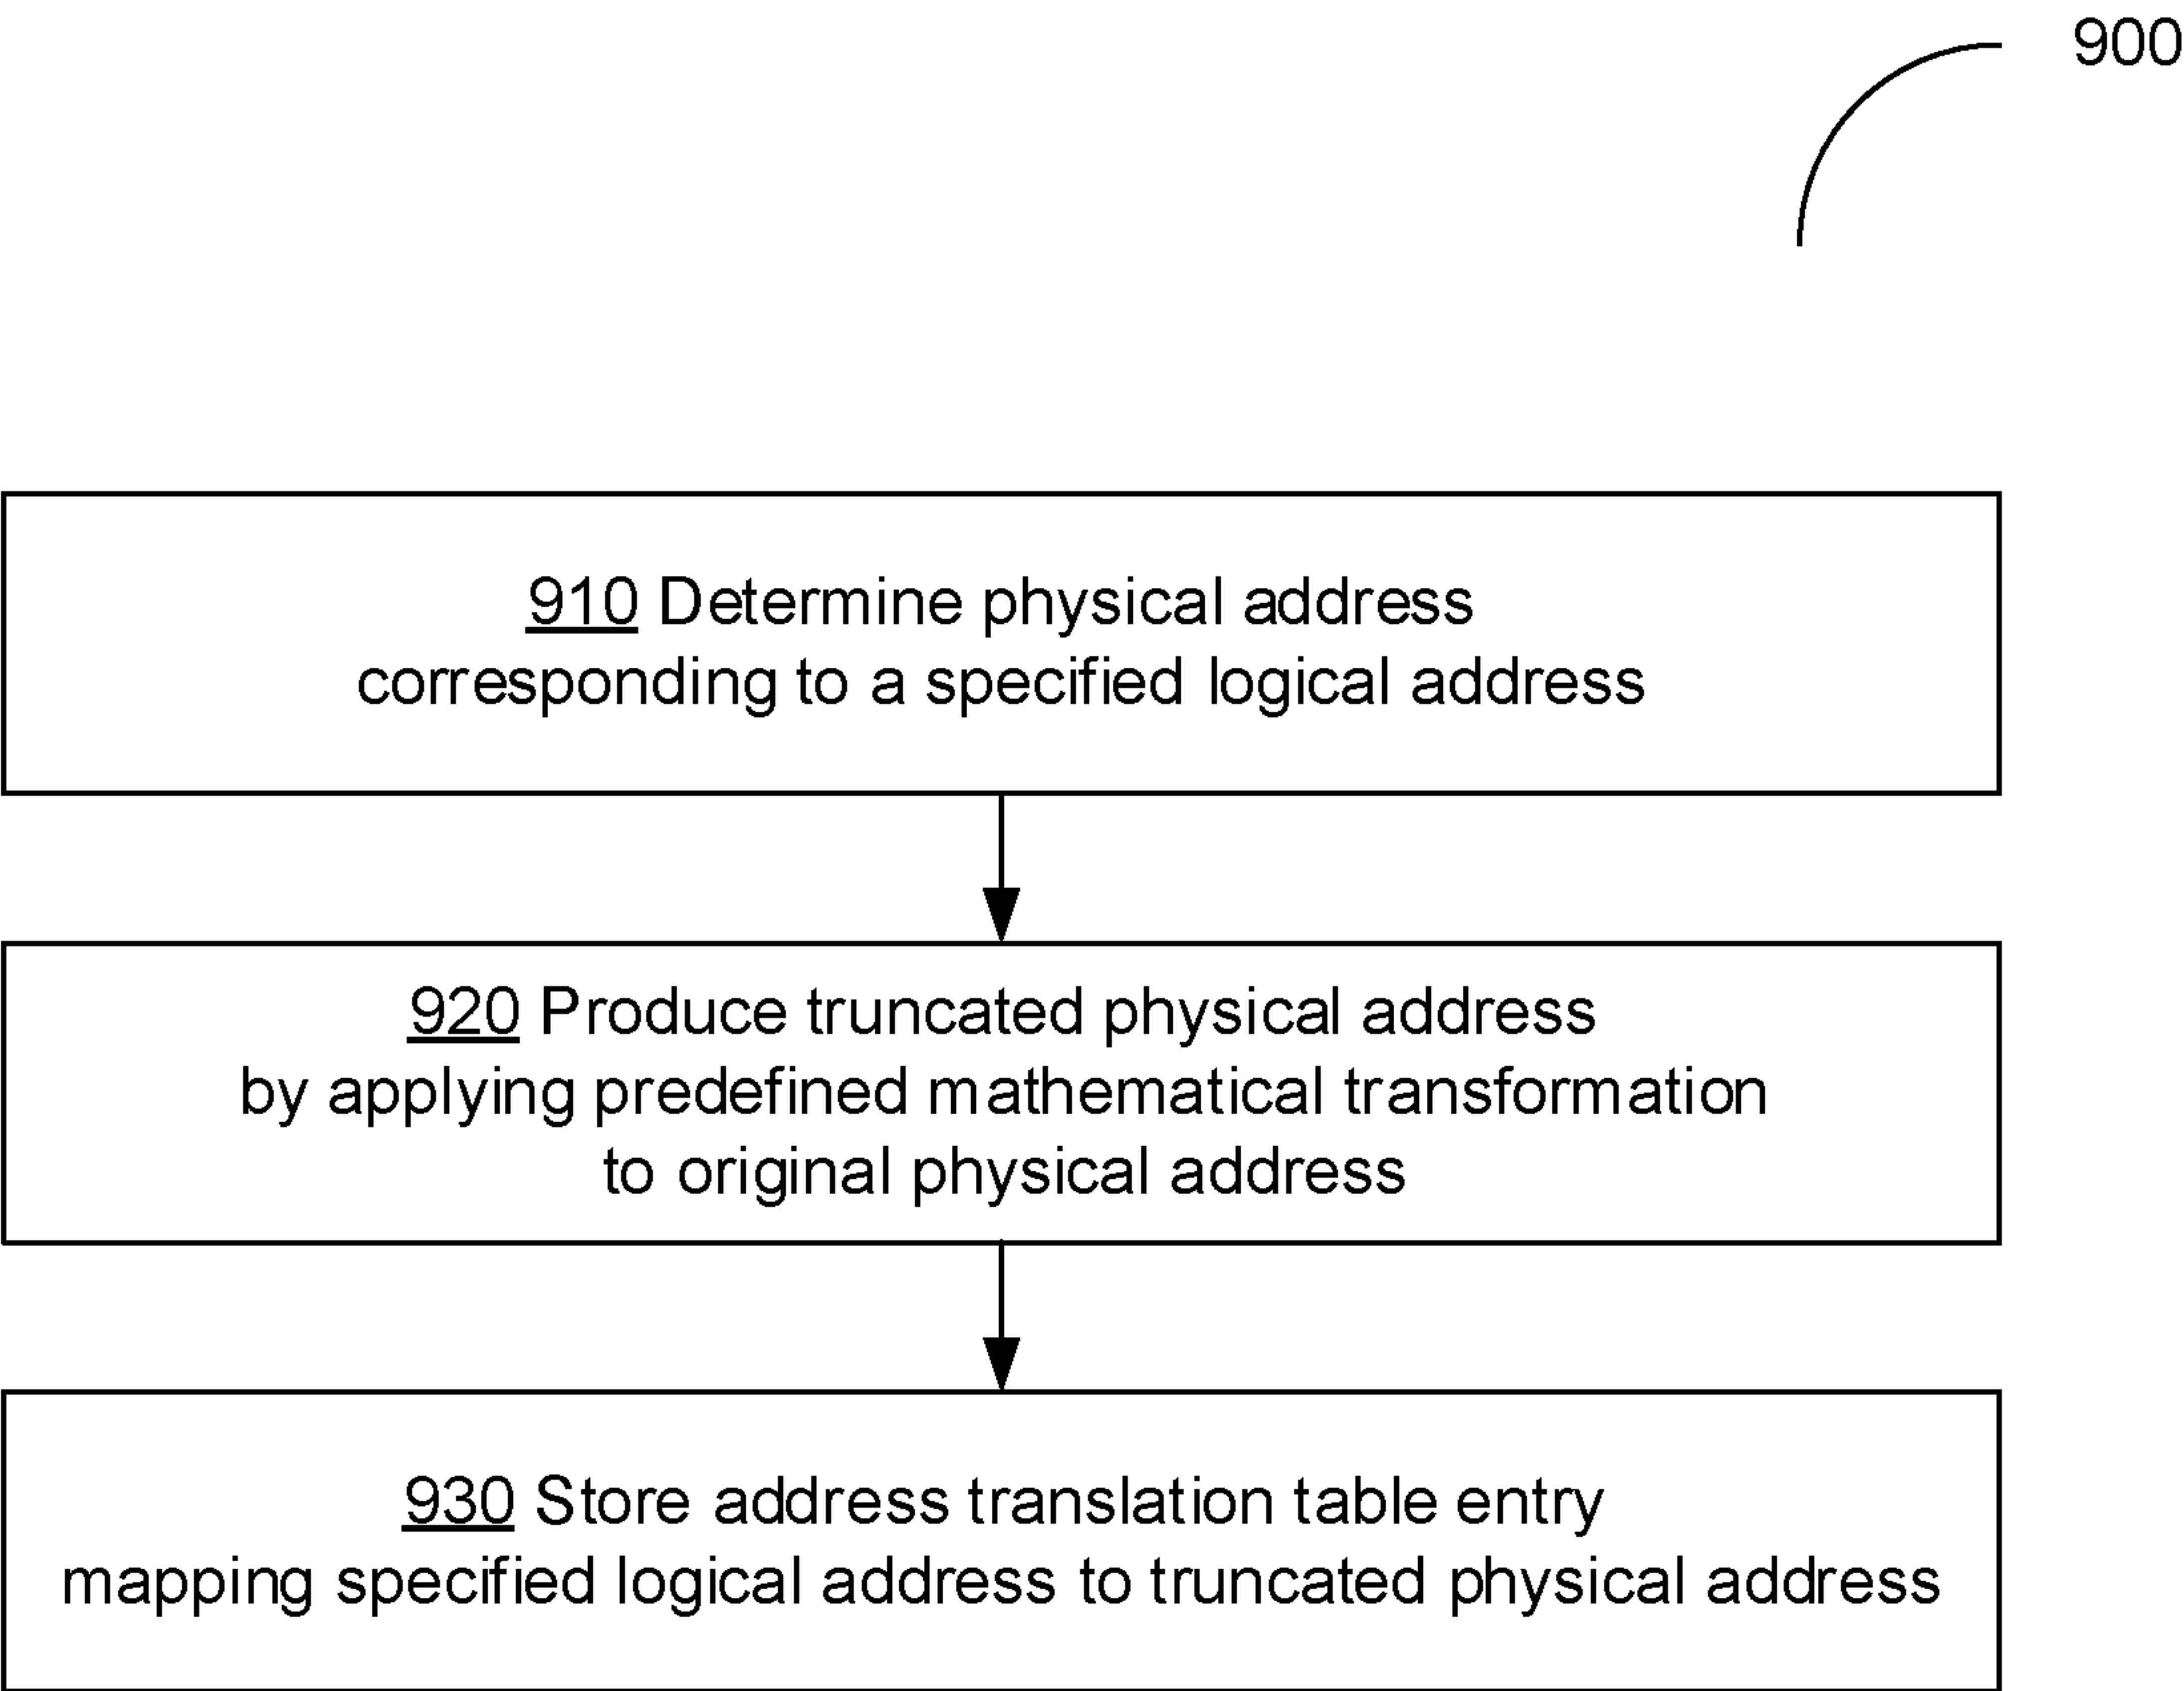 900
910 Determine physical address
corresponding to a specified logical address
920 Produce truncated physical address
by applying predefined mathematical transformation
to original physical address
930 Store address translation table entry
mapping specified logical address to truncated physical address